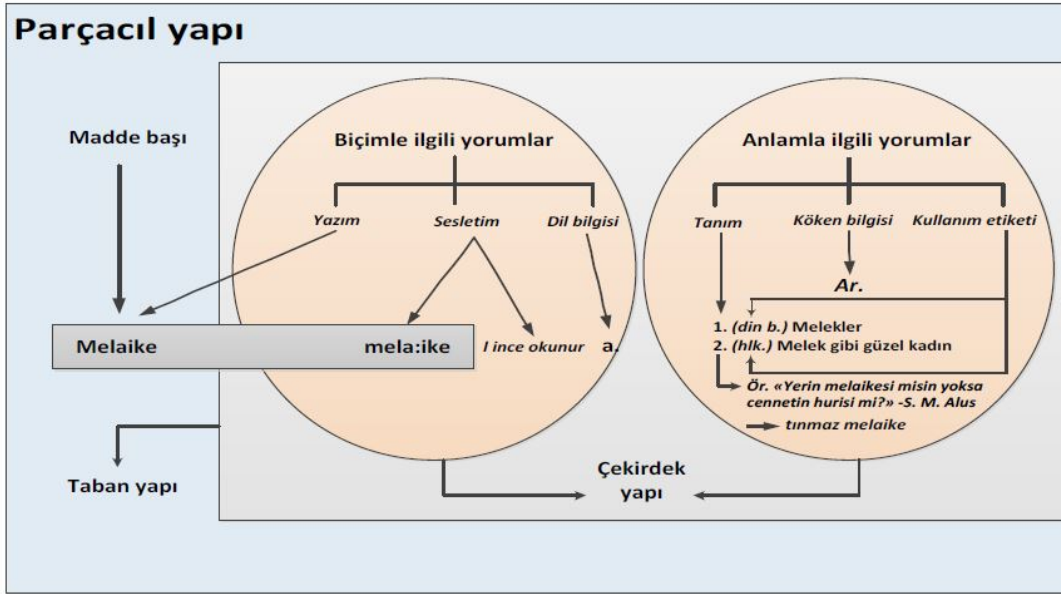 Parçacıl yapı
Madde başı
Biçimle ilgili yorumlar
Yazım
Sesletim
Dil bilgisi
Melaike
mela:ike
l ince okunur
a.
Anlamla ilgili yorumlar
Tanım
Köken bilgisi
Kullanım etiketi
Ar.
1. (din b.) Melekler
2. (hlk.) Melek gibi güzel kadın
Ör. «Yerin melaikesi misin yoksa
cennetin hurisi mi?» -S. M. Alus
tınmaz melaike
Taban yapı
Çekirdek
yapı